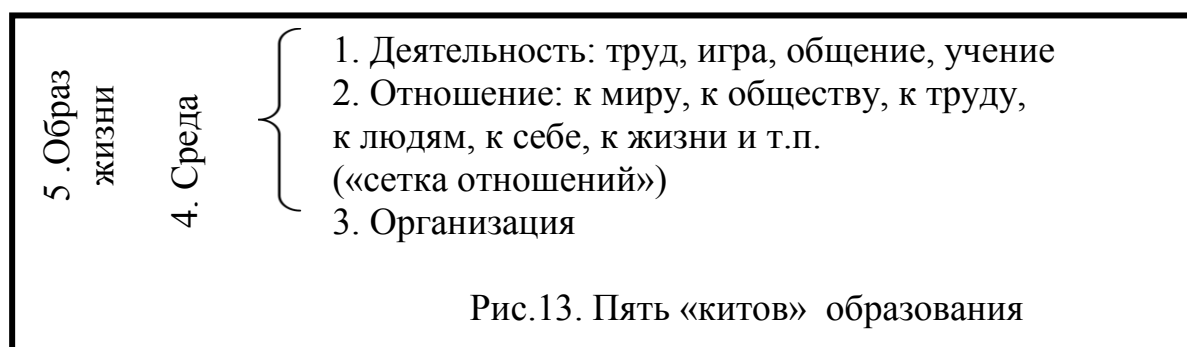 5 .Образ
жизни
4. Среда
1. Деятельность: труд, игра, общение, учение
2. Отношение: к миру, к обществу, к труду,
к людям, к себе, к жизни и т.п.
(«сетка отношений»)
3. Организация
Рис.13. Пять «китов» образования